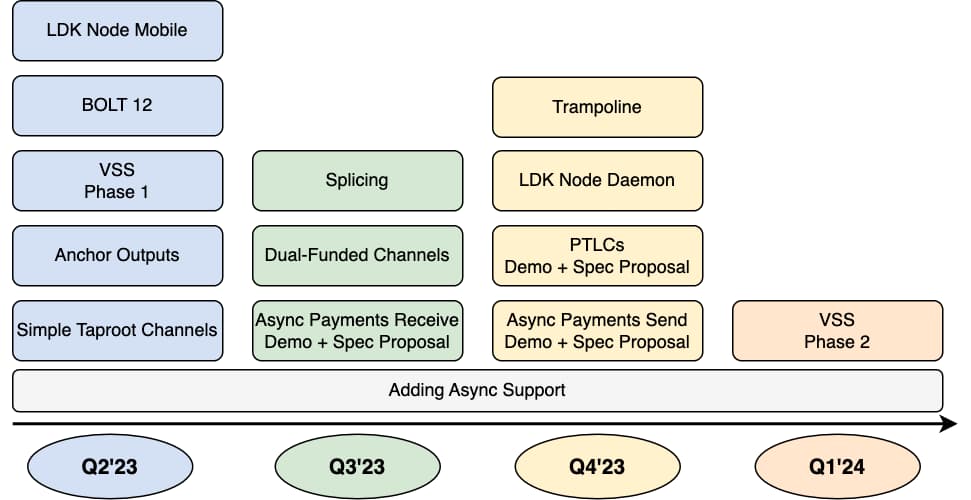 LDK Node Mobile
BOLT 12
Trampoline
VSS
Phase 1
Splicing
LDK Node Daemon
Anchor Outputs
Dual-Funded Channels
PTLCs
Demo + Spec Proposal
Simple Taproot Channels
Async Payments Receive
Demo + Spec Proposal
Async Payments Send
Demo + Spec Proposal
VSS
Phase 2
Adding Async Support
Q2'23
Q3'23
Q4'23
Q1'24